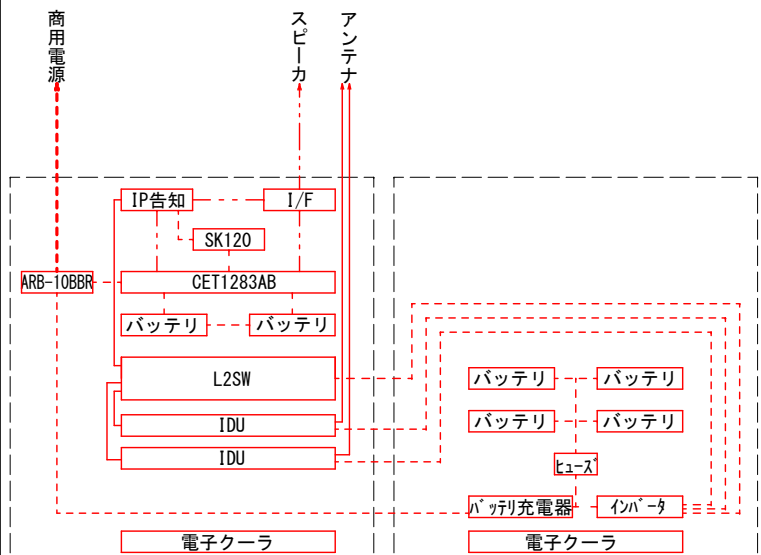 商用電源
スピーカ
アンテナ
IP告知
I/F
SK120
ARB-10BBR
CET1283AB
バッテリ
バッテリ
L2SW
IDU
IDU
電子クーラ
バッテリ
バッテリ
バッテリ
バッテリ
ﾋｭｰｽﾞ
ﾊﾞｯﾃﾘ充電器
ｲﾝﾊﾞｰﾀ
電子クーラ